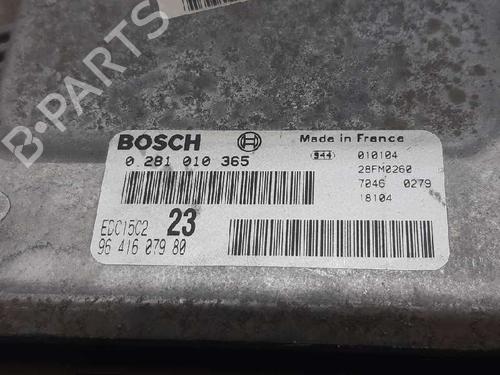 B-PARTS
BOSCH
Made in France
0 281 010 365
944 010104
28FM0260
7046 0279
18104
EDC15C2 23
96 416 079 80